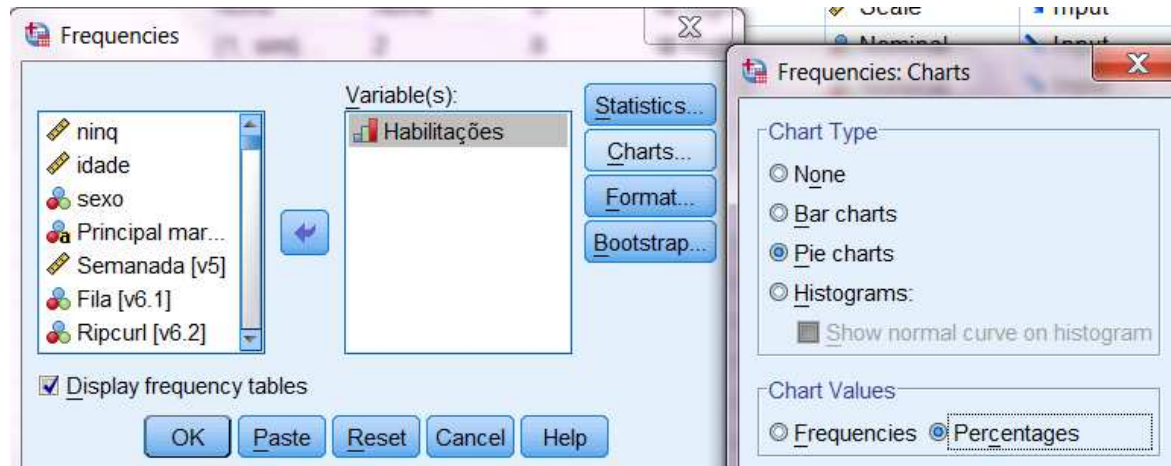 Scale Input
Nominal Input
Frequencies
Variable(s):
ninq
idade
sexo
Principal mar...
Semanada [v5]
Fila [v6.1]
Ripcurl [v6.2]
Habilitações
Statistics...
Charts...
Format...
Bootstrap...
Display frequency tables
OK Paste Reset Cancel Help
Frequencies: Charts
Chart Type
None
Bar charts
Pie charts
Histograms:
Show normal curve on histogram
Chart Values
Frequencies Percentages